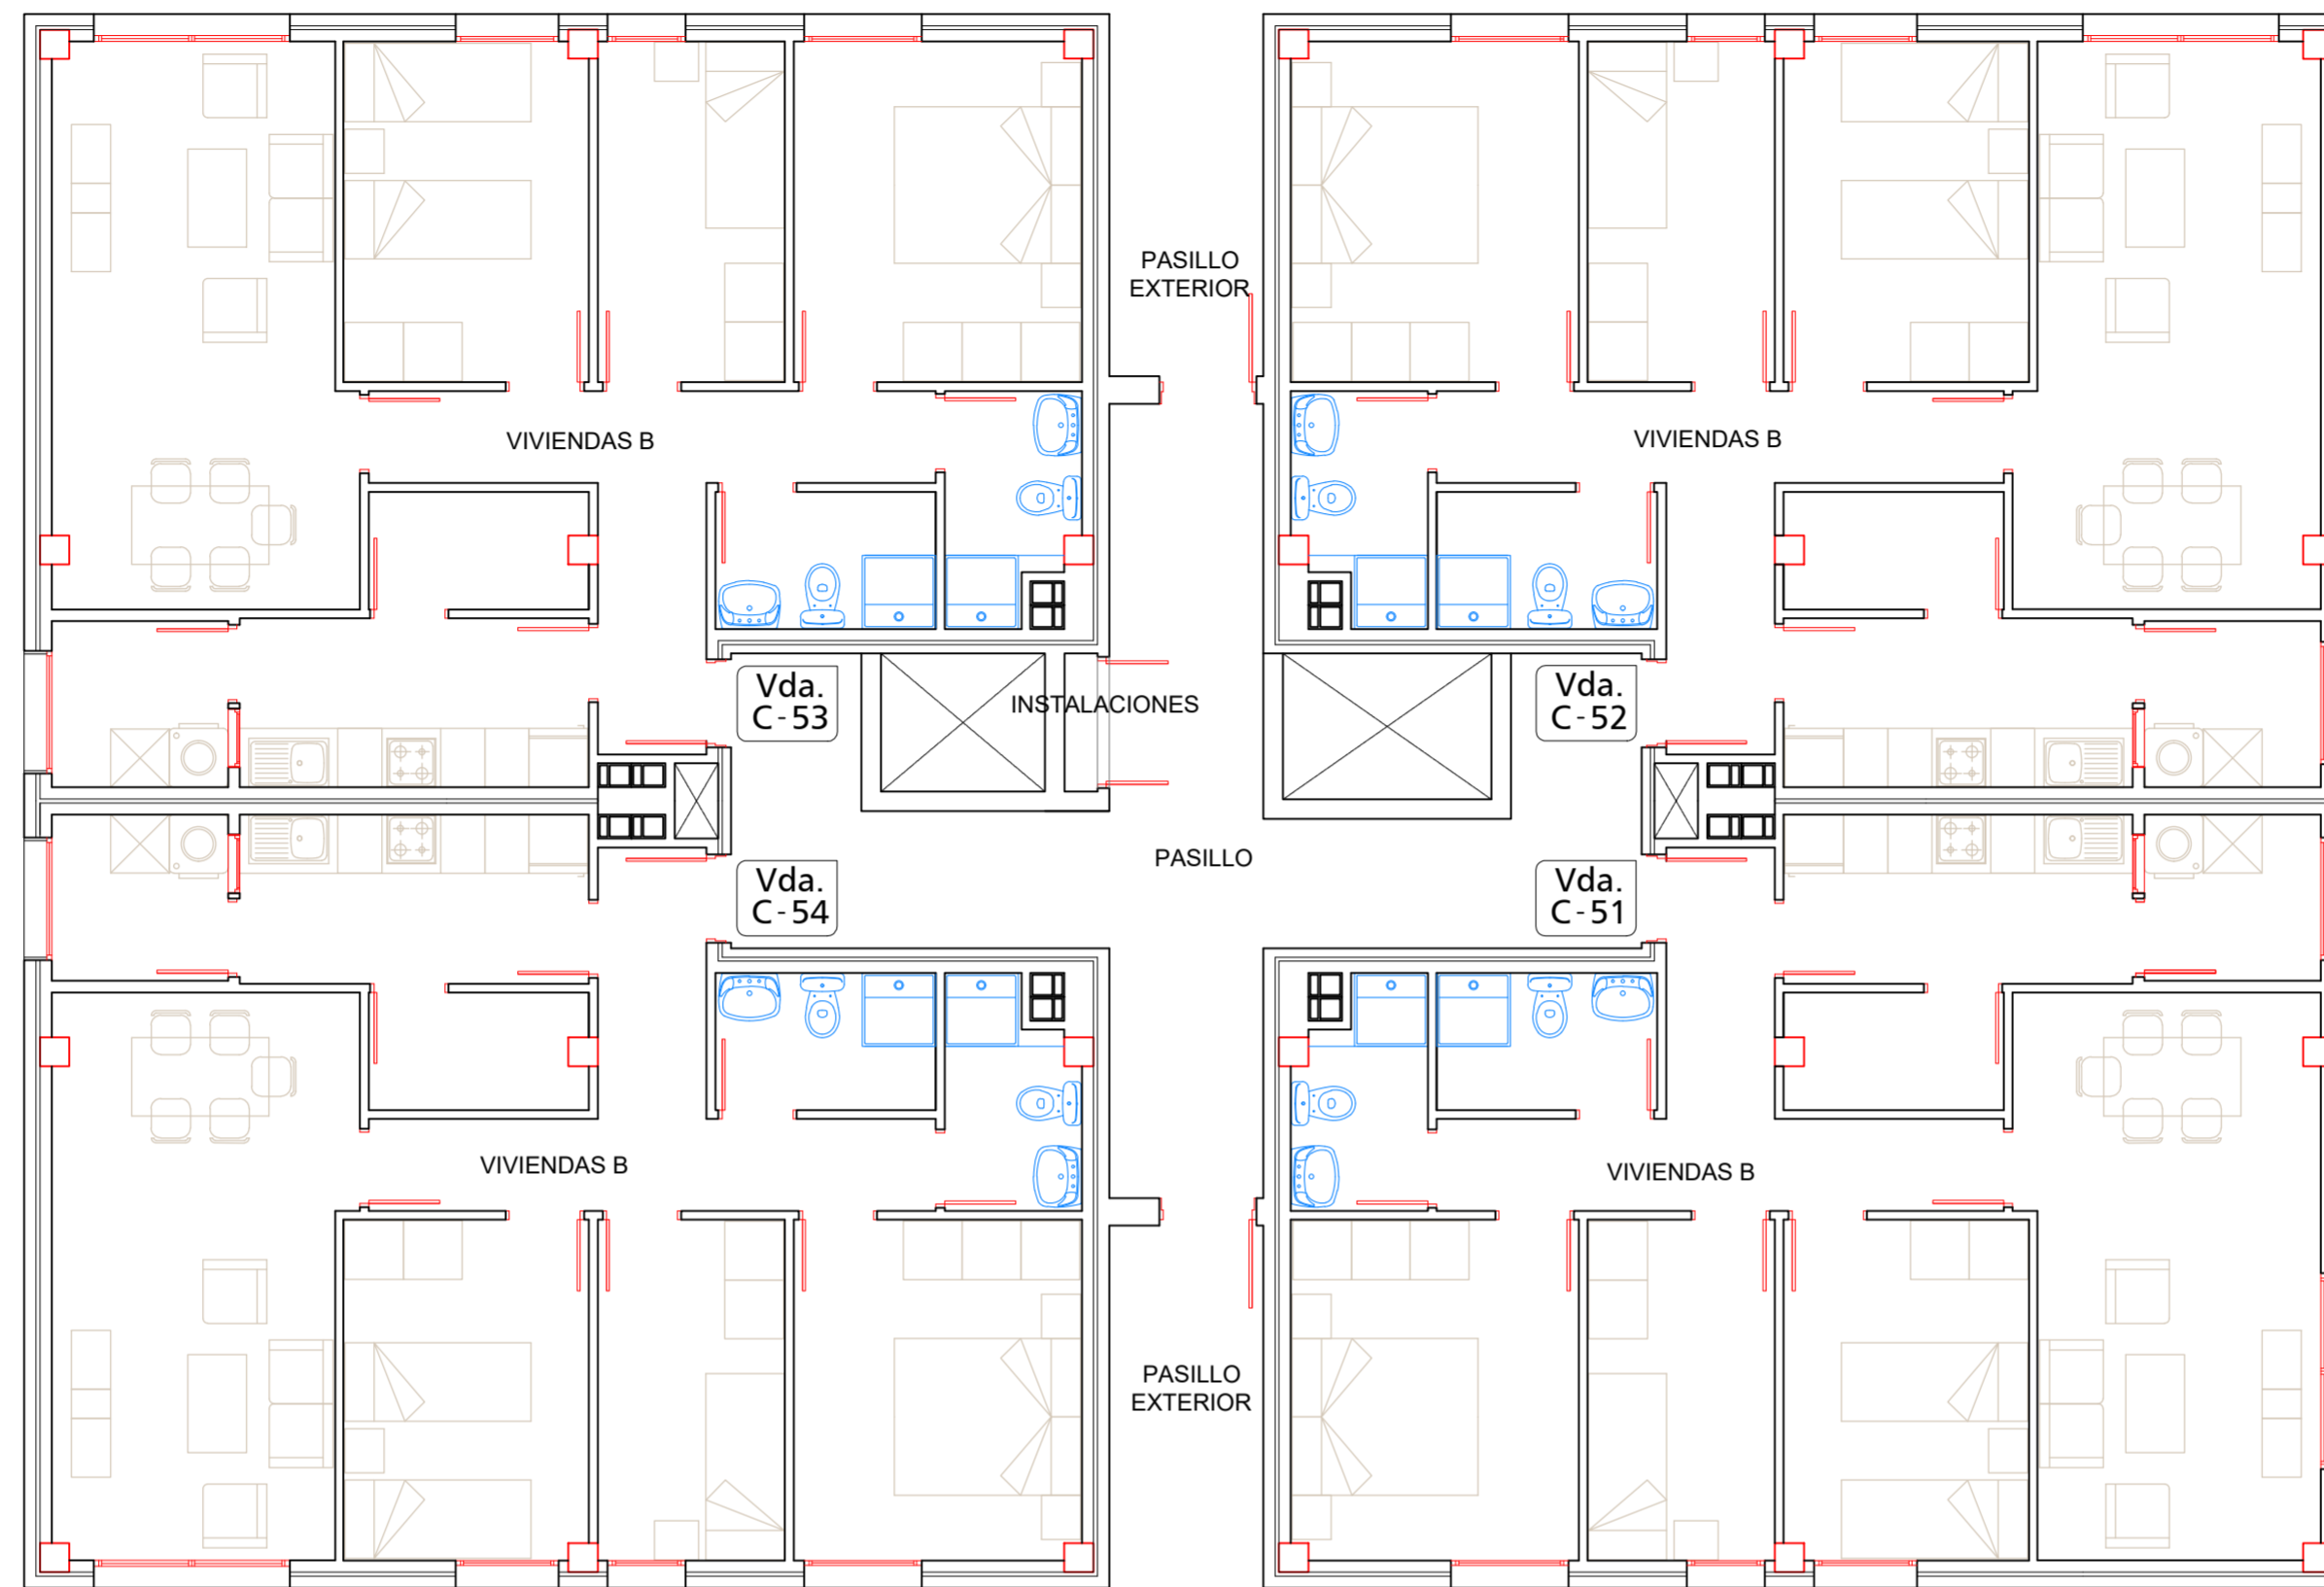 PASILLO
EXTERIOR
VIVIENDAS B
VIVIENDAS B
Vda.
C-53
INSTALACIONES
Vda.
C-52
PASILLO
Vda.
C-54
Vda.
C-51
VIVIENDAS B
VIVIENDAS B
PASILLO
EXTERIOR